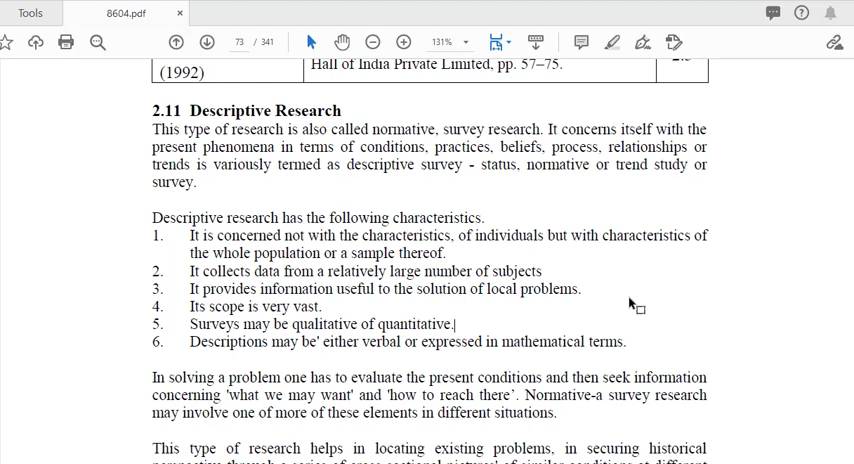 Tools
8604.pdf ×
73 / 341
131%
(1992)
Hall of India Private Limited, pp. 57–75.
2.11 Descriptive Research
This type of research is also called normative, survey research. It concerns itself with the
present phenomena in terms of conditions, practices, beliefs, process, relationships or
trends is variously termed as descriptive survey - status, normative or trend study or
survey.
Descriptive research has the following characteristics.
1. It is concerned not with the characteristics, of individuals but with characteristics of
the whole population or a sample thereof.
2. It collects data from a relatively large number of subjects
3. It provides information useful to the solution of local problems.
4. Its scope is very vast.
5. Surveys may be qualitative of quantitative.
6. Descriptions may be' either verbal or expressed in mathematical terms.
In solving a problem one has to evaluate the present conditions and then seek information
concerning 'what we may want' and 'how to reach there’. Normative-a survey research
may involve one of more of these elements in different situations.
This type of research helps in locating existing problems, in securing historical